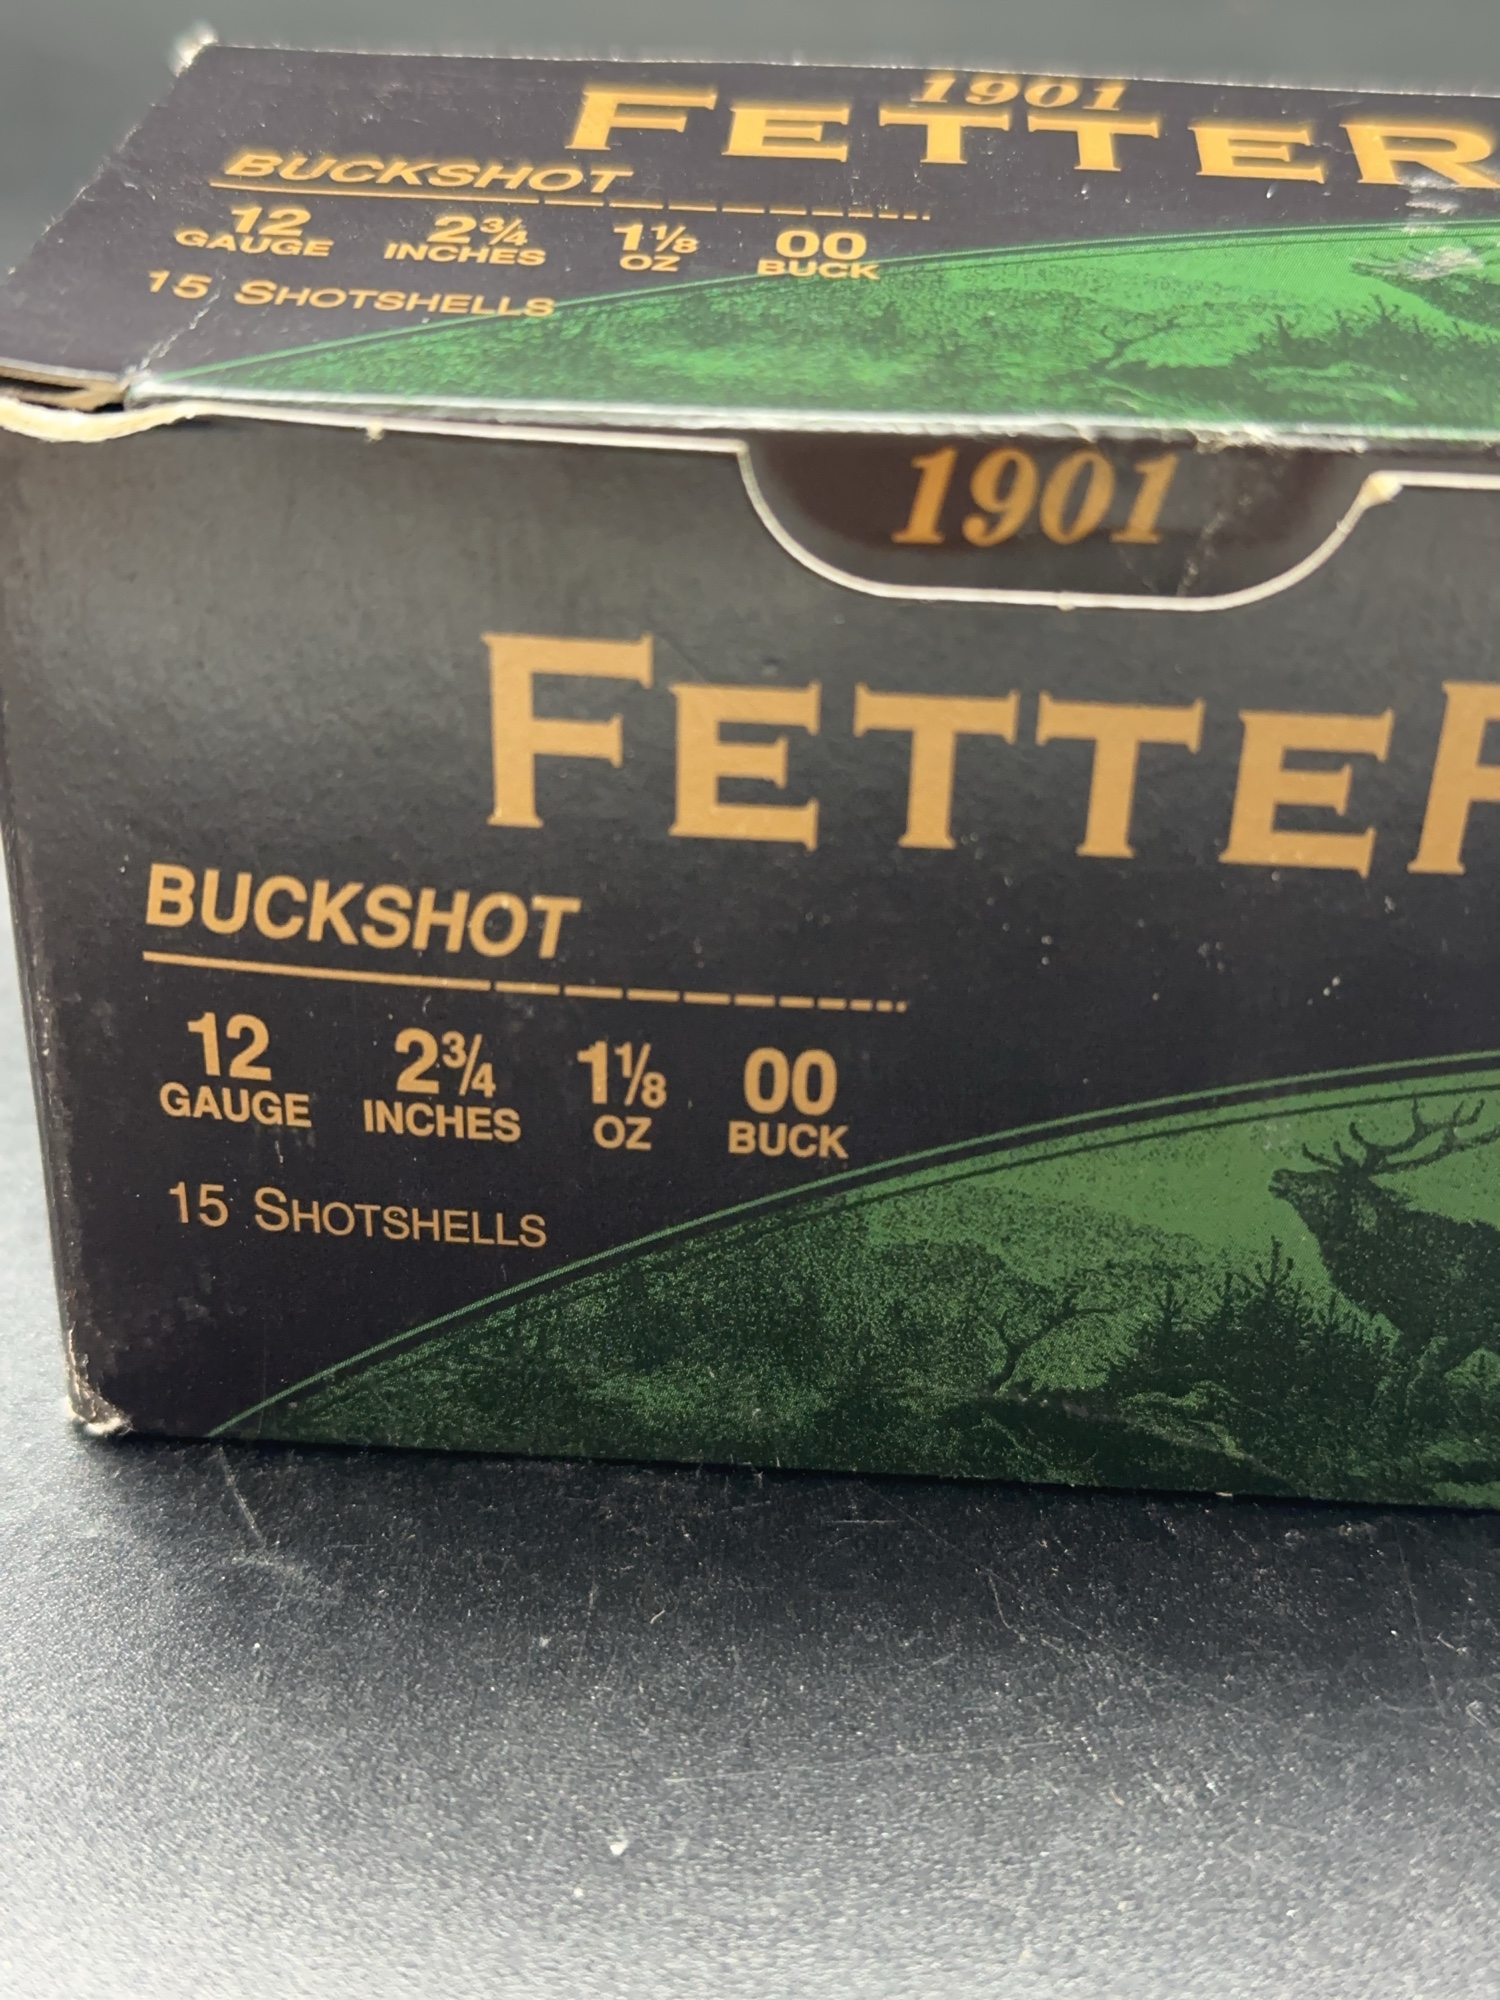 1901
FETTER
BUCKSHOT
12 2¾ 1⅛ 00
GAUGE INCHES OZ BUCK
15 SHOTSHELLS
1901
FETTER
BUCKSHOT
12 2¾ 1⅛ 00
GAUGE INCHES OZ BUCK
15 SHOTSHELLS